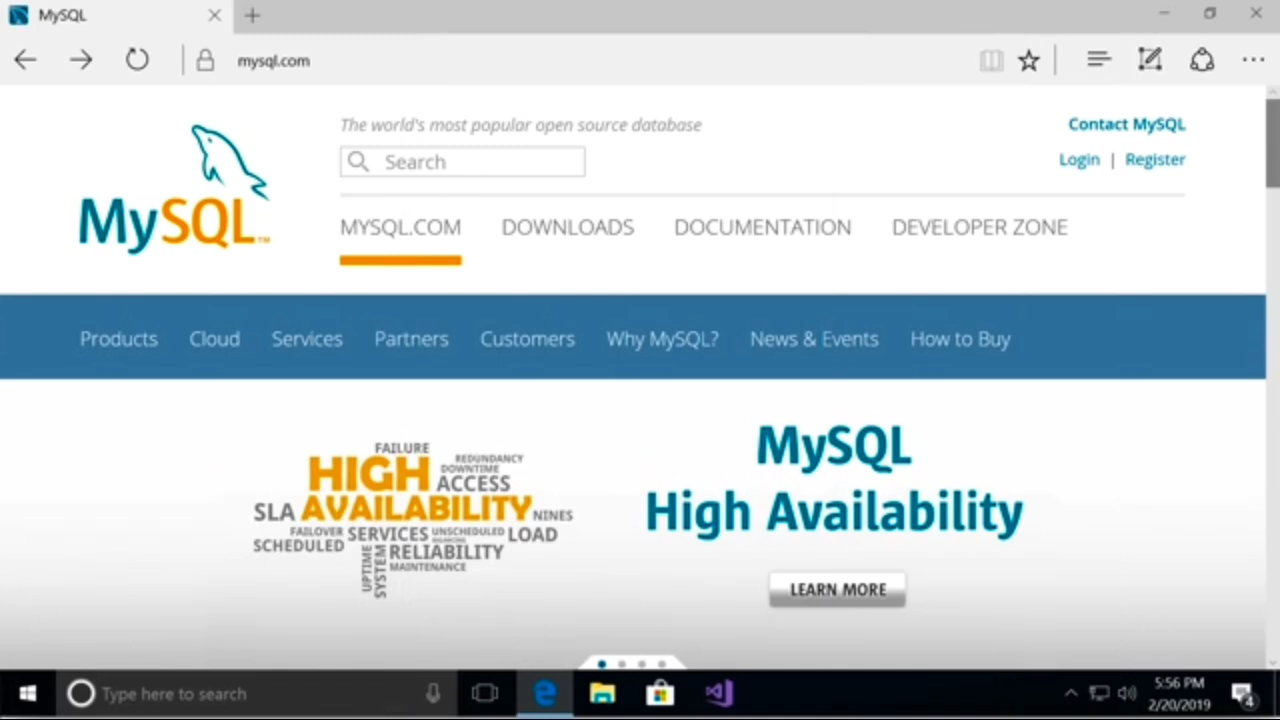 MySQL
mysql.com
The world's most popular open source database
Contact MySQL
Search
Login | Register
MySQL™
MYSQL.COM DOWNLOADS DOCUMENTATION DEVELOPER ZONE
Products Cloud Services Partners Customers Why MySQL? News & Events How to Buy
FAILURE
HIGH REDUNDANCY
DOWNTIME
ACCESS
SLA AVAILABILITY NINES
FAILOVER SERVICES UNSCHEDULED LOAD
SCHEDULED RELIABILITY
UPTIME SYSTEM MAINTENANCE
MySQL
High Availability
LEARN MORE
Type here to search
5:56 PM
2/20/2019
4